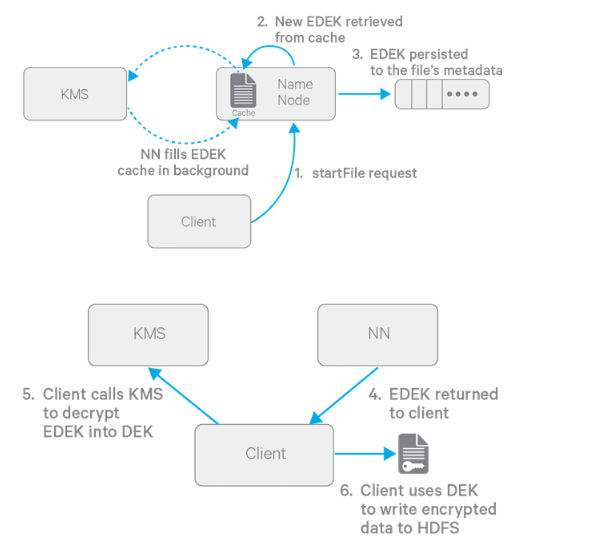 2. New EDEK retrieved
from cache
3. EDEK persisted
to the file's metadata
KMS
Name
Node
Cache
NN fills EDEK
cache in background
1. startFile request
Client
KMS
NN
5. Client calls KMS
to decrypt
EDEK into DEK
4. EDEK returned
to client
Client
6. Client uses DEK
to write encrypted
data to HDFS